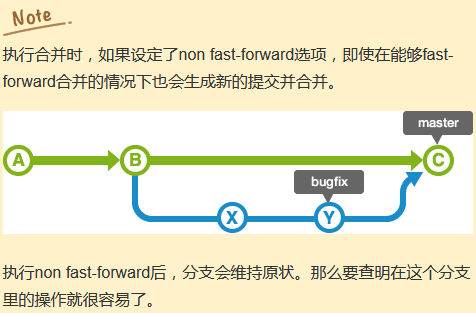 Note
执行合并时，如果设定了non fast-forward选项，即使在能够fast-
forward合并的情况下也会生成新的提交并合并。
master
A
B
C
bugfix
X
Y
执行non fast-forward后，分支会维持原状。那么要查明在这个分支
里的操作就很容易了。